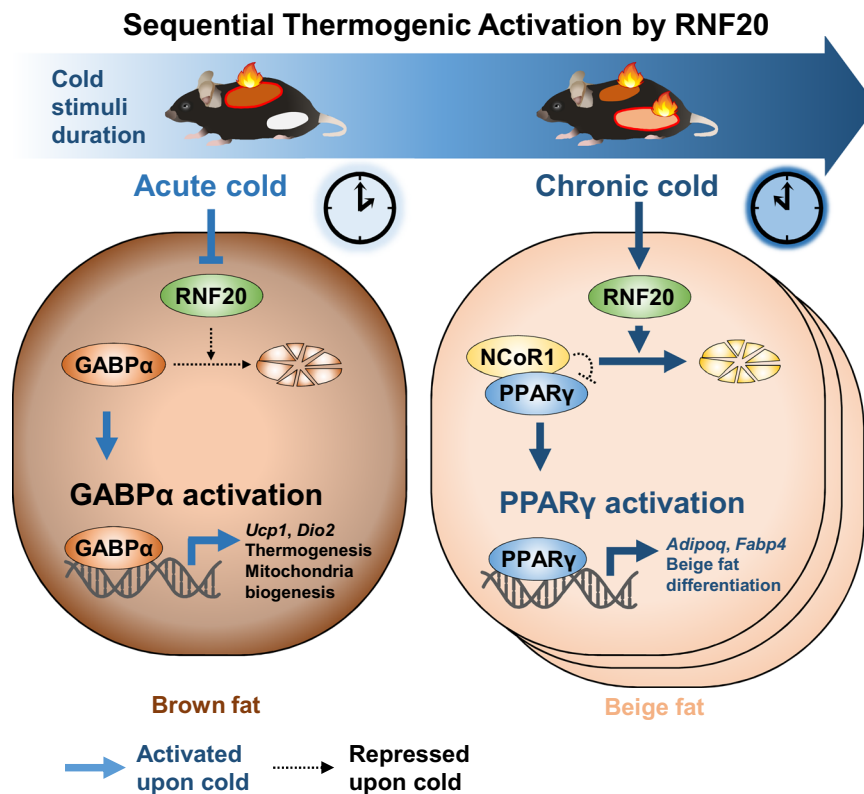 Sequential Thermogenic Activation by RNF20
Cold
stimuli
duration
Acute cold
RNF20
GABPα
GABPα activation
GABPα
Ucp1, Dio2
Thermogenesis
Mitochondria
biogenesis
Brown fat
Chronic cold
RNF20
NCoR1
PPARγ
PPARγ activation
PPARγ
Adipoq, Fabp4
Beige fat
differentiation
Beige fat
Activated
upon cold
Repressed
upon cold